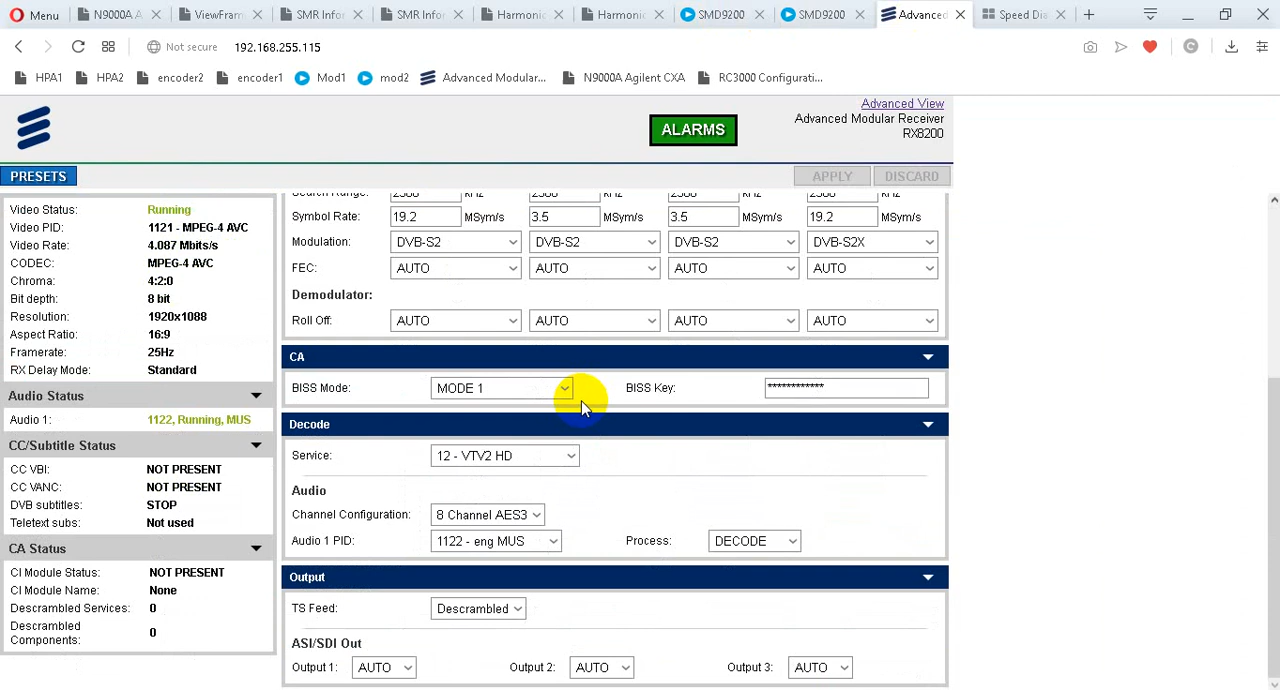 Menu N9000A A ViewFram SMR Infor SMR Infor Harmonic Harmonic SMD9200 SMD9200 Advanced Speed Dia
Not secure 192.168.255.115
HPA1 HPA2 encoder2 encoder1 Mod1 mod2 Advanced Modular... N9000A Agilent CXA RC3000 Configurati...
Advanced View
Advanced Modular Receiver
RX8200
ALARMS
PRESETS APPLY DISCARD
Video Status: Running
Video PID: 1121 - MPEG-4 AVC
Video Rate: 4.087 Mbits/s
CODEC: MPEG-4 AVC
Chroma: 4:2:0
Bit depth: 8 bit
Resolution: 1920x1088
Aspect Ratio: 16:9
Framerate: 25Hz
RX Delay Mode: Standard
Audio Status
Audio 1: 1122, Running, MUS
CC/Subtitle Status
CC VBI: NOT PRESENT
CC VANC: NOT PRESENT
DVB subtitles: STOP
Teletext subs: Not used
CA Status
CI Module Status: NOT PRESENT
CI Module Name: None
Descrambled Services: 0
Descrambled
Components: 0
Search Range: kHz kHz kHz kHz
Symbol Rate: 19.2 MSym/s 3.5 MSym/s 3.5 MSym/s 19.2 MSym/s
Modulation: DVB-S2 DVB-S2 DVB-S2 DVB-S2X
FEC: AUTO AUTO AUTO AUTO
Demodulator:
Roll Off: AUTO AUTO AUTO AUTO
CA
BISS Mode: MODE 1 BISS Key: ************
Decode
Service: 12 - VTV2 HD
Audio
Channel Configuration: 8 Channel AES3
Audio 1 PID: 1122 - eng MUS Process: DECODE
Output
TS Feed: Descrambled
ASI/SDI Out
Output 1: AUTO Output 2: AUTO Output 3: AUTO